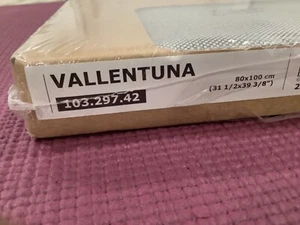 VALLENTUNA
103.297.42
80x100 cm
(31 1/2x39 3/8")